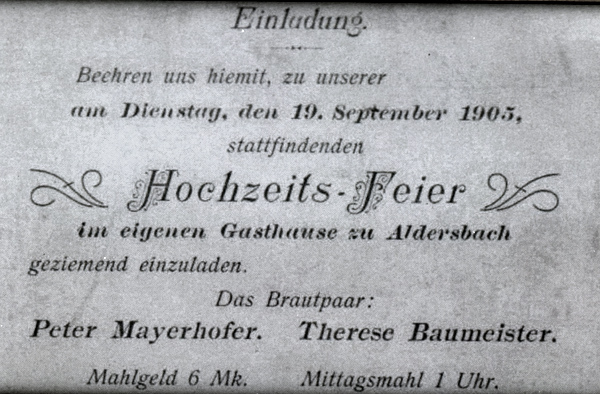 Einladung.
Beehren uns hiemit, zu unserer
am Dienstag, den 19. September 1905,
stattfindenden
Hochzeits-Feier
im eigenen Gasthause zu Aldersbach
geziemend einzuladen.
Das Brautpaar:
Peter Mayerhofer. Therese Baumeister.
Mahlgeld 6 Mk. Mittagsmahl 1 Uhr.